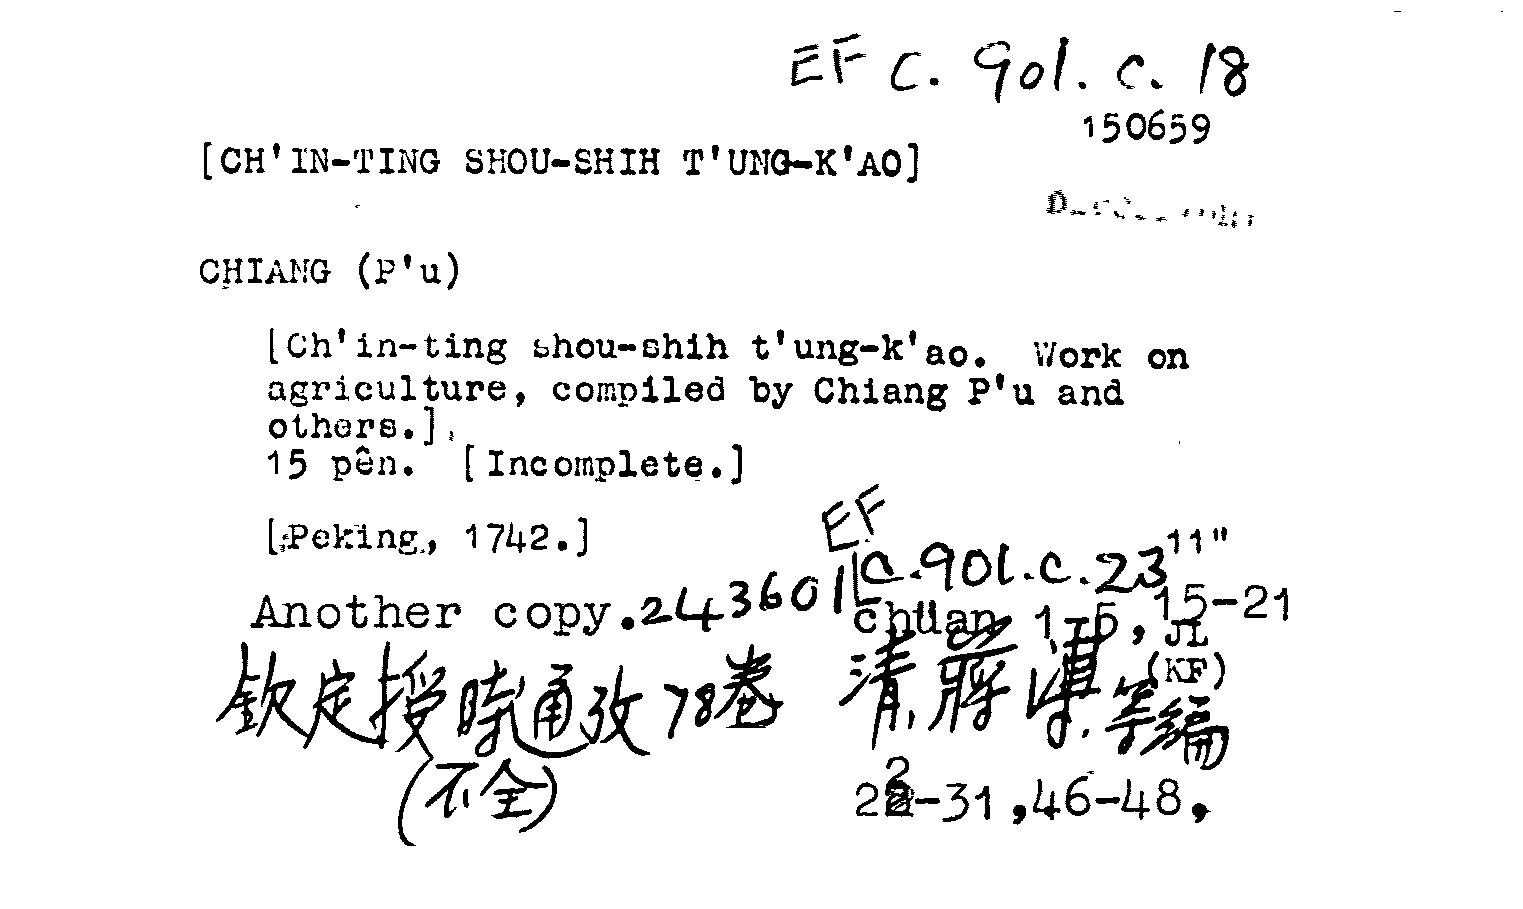 EF C. 901. c. 18
150659
[CH'IN-TING SHOU-SHIH T'UNG-K'AO]
CHIANG (P'u)
[Ch'in-ting shou-shih t'ung-k'ao. Work on
agriculture, compiled by Chiang P'u and
others.]
15 pên. [Incomplete.]
[Peking, 1742.]
EF
C.901.c.23 11"
Another copy.243601 chüan 1-5, 15-21
JL
(KF)
欽定授時通攷 78卷 清.蔣溥.等編
(不全)
22-31,46-48,